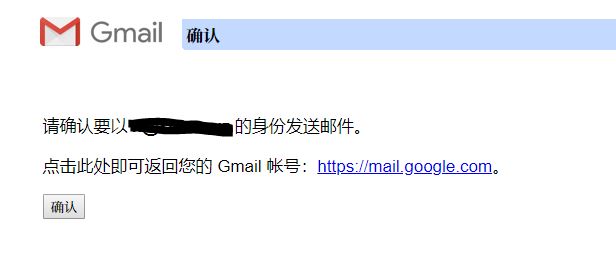 Gmail 确认
请确认要以的身份发送邮件。
点击此处即可返回您的 Gmail 帐号：https://mail.google.com。
确认